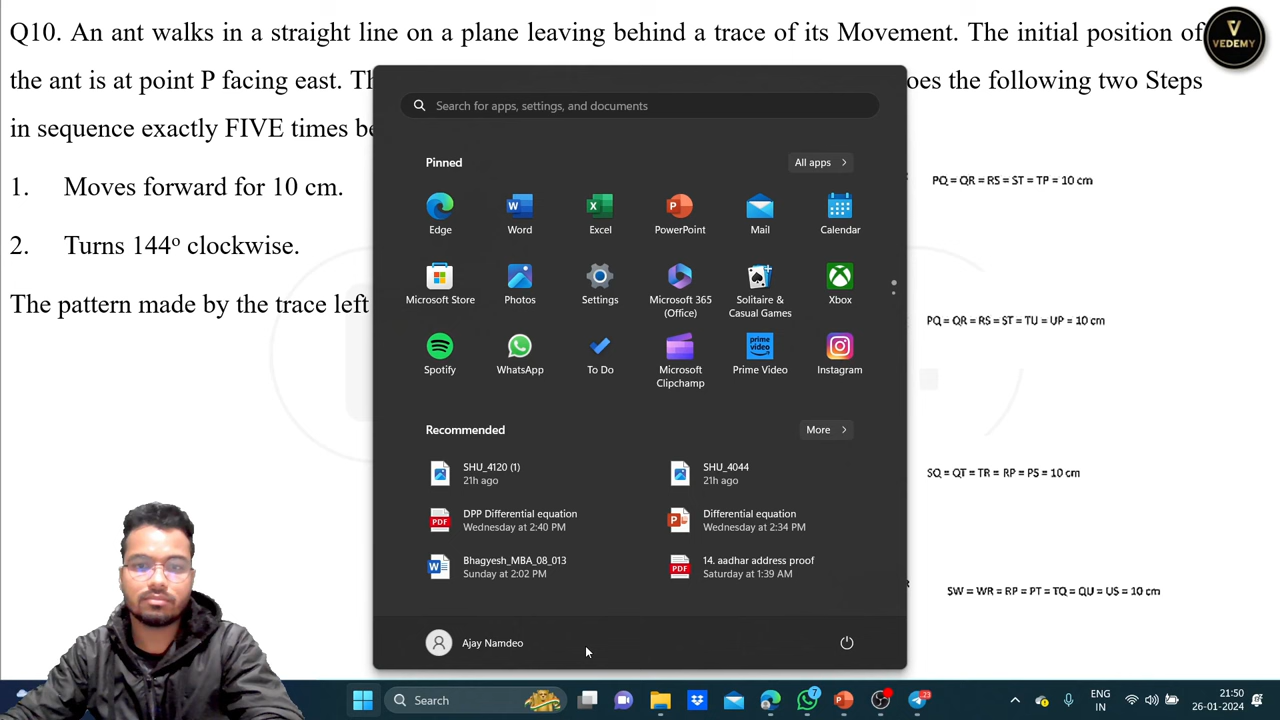 Q10. An ant walks in a straight line on a plane leaving behind a trace of its Movement. The initial position of
the ant is at point P facing east. Th
oes the following two Steps
in sequence exactly FIVE times be
1. Moves forward for 10 cm.
2. Turns 144º clockwise.
The pattern made by the trace left
VEDEMY
PQ = QR = RS = ST = TP = 10 cm
PQ = QR = RS = ST = TU = UP = 10 cm
SQ = QT = TR = RP = PS = 10 cm
SW = WR = RP = PT = TQ = QU = US = 10 cm
Search for apps, settings, and documents
Pinned
All apps
Edge
Word
Excel
PowerPoint
Mail
Calendar
Microsoft Store
Photos
Settings
Microsoft 365
(Office)
Solitaire &
Casual Games
Xbox
Spotify
WhatsApp
To Do
Microsoft
Clipchamp
prime
video
Prime Video
Instagram
Recommended
More
SHU_4120 (1)
21h ago
SHU_4044
21h ago
DPP Differential equation
Wednesday at 2:40 PM
Differential equation
Wednesday at 2:34 PM
Bhagyesh_MBA_08_013
Sunday at 2:02 PM
14. aadhar address proof
Saturday at 1:39 AM
Ajay Namdeo
Search
7
23
ENG
IN
21:50
26-01-2024